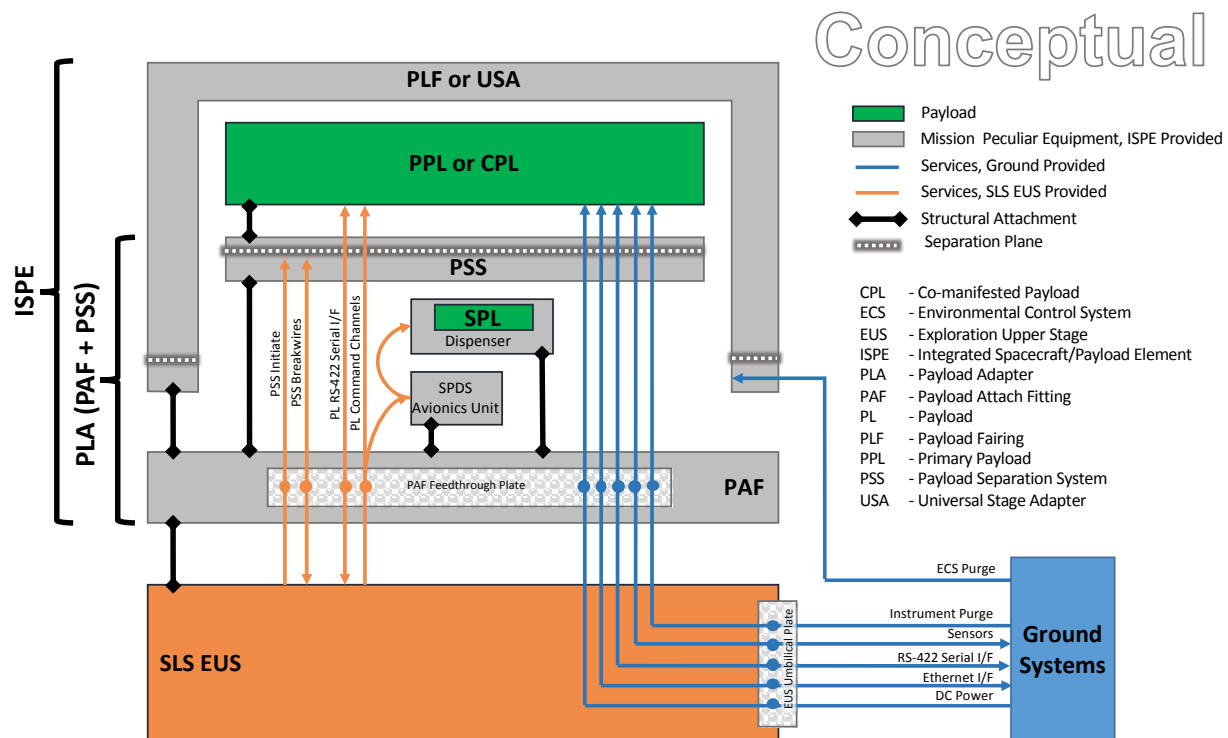 Conceptual
PLF or USA
Payload
Mission Peculiar Equipment, ISPE Provided
Services, Ground Provided
Services, SLS EUS Provided
Structural Attachment
Separation Plane
PPL or CPL
PSS
ISPE
PLA (PAF + PSS)
PSS Initiate
PSS Breakwires
PL RS-422 Serial I/F
PL Command Channels
SPL
Dispenser
SPDS
Avionics Unit
CPL - Co-manifested Payload
ECS - Environmental Control System
EUS - Exploration Upper Stage
ISPE - Integrated Spacecraft/Payload Element
PLA - Payload Adapter
PAF - Payload Attach Fitting
PL - Payload
PLF - Payload Fairing
PPL - Primary Payload
PSS - Payload Separation System
USA - Universal Stage Adapter
PAF Feedthrough Plate
PAF
SLS EUS
EUS Umbilical Plate
ECS Purge
Instrument Purge
Sensors
RS-422 Serial I/F
Ethernet I/F
DC Power
Ground
Systems